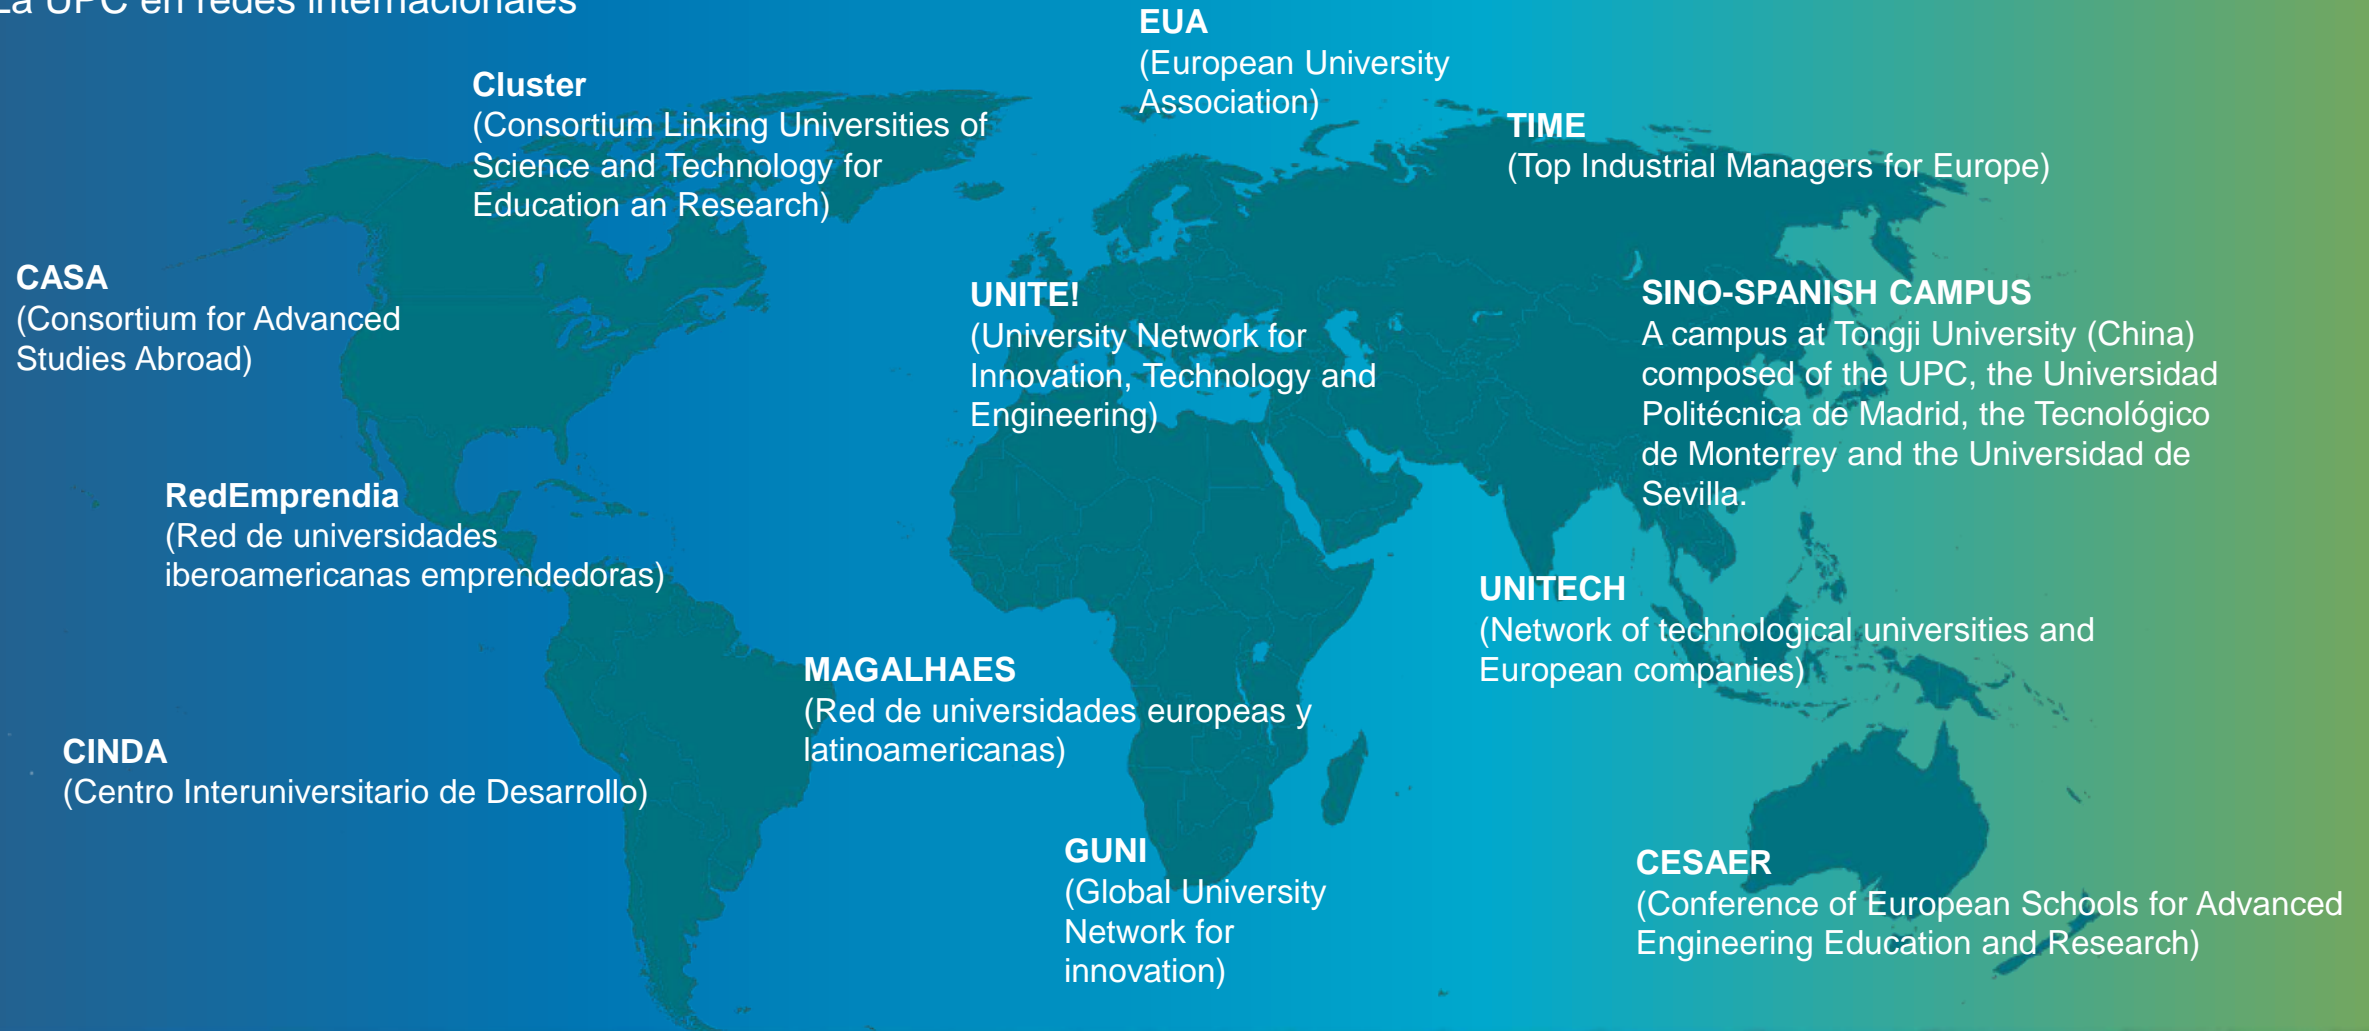 La UPC en redes internacionales
EUA
(European University
Association)
Cluster
(Consortium Linking Universities of
Science and Technology for
Education an Research)
TIME
(Top Industrial Managers for Europe)
CASA
(Consortium for Advanced
Studies Abroad)
UNITE!
(University Network for
Innovation, Technology and
Engineering)
SINO-SPANISH CAMPUS
A campus at Tongji University (China)
composed of the UPC, the Universidad
Politécnica de Madrid, the Tecnológico
de Monterrey and the Universidad de
Sevilla.
RedEmprendia
(Red de universidades
iberoamericanas emprendedoras)
UNITECH
(Network of technological universities and
European companies)
MAGALHAES
(Red de universidades europeas y
latinoamericanas)
CINDA
(Centro Interuniversitario de Desarrollo)
GUNI
(Global University
Network for
innovation)
CESAER
(Conference of European Schools for Advanced
Engineering Education and Research)